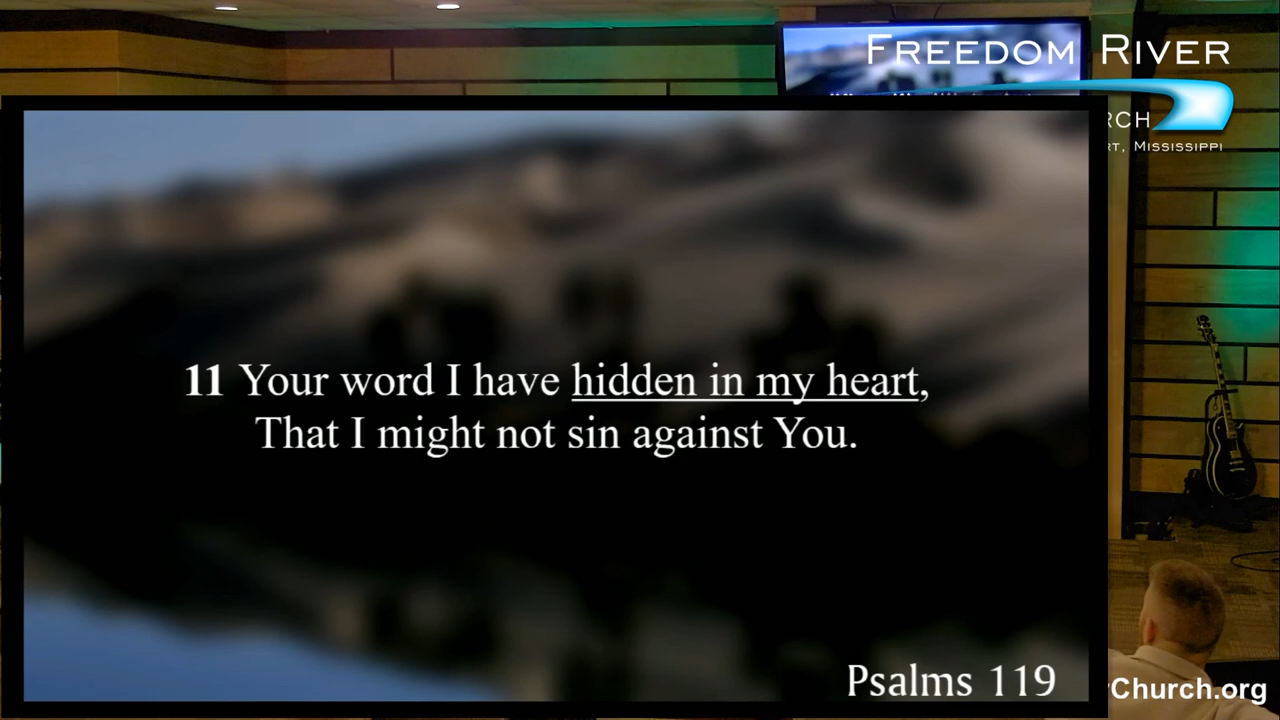 FREEDOM RIVER
RCH
RT, MISSISSIPPI
11 Your word I have hidden in my heart,
That I might not sin against You.
Psalms 119
rChurch.org